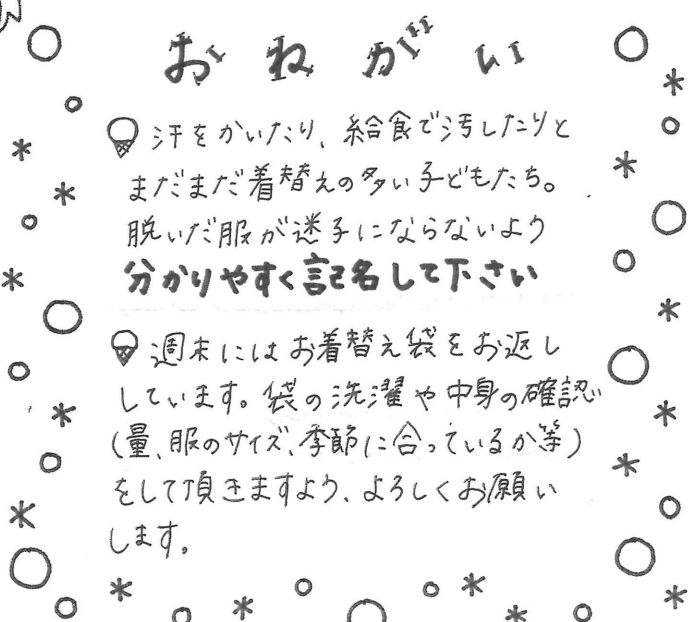 おねがい
汗をかいたり、給食で汚したりと
まだまだ着替えの多い子どもたち。
脱いだ服が迷子にならないよう
分かりやすく記名して下さい
週末にはお着替え袋をお返し
しています。袋の洗濯や中身の確認
(量、服のサイズ、季節に合っているか等)
をして頂きますよう、よろしくお願い
します。